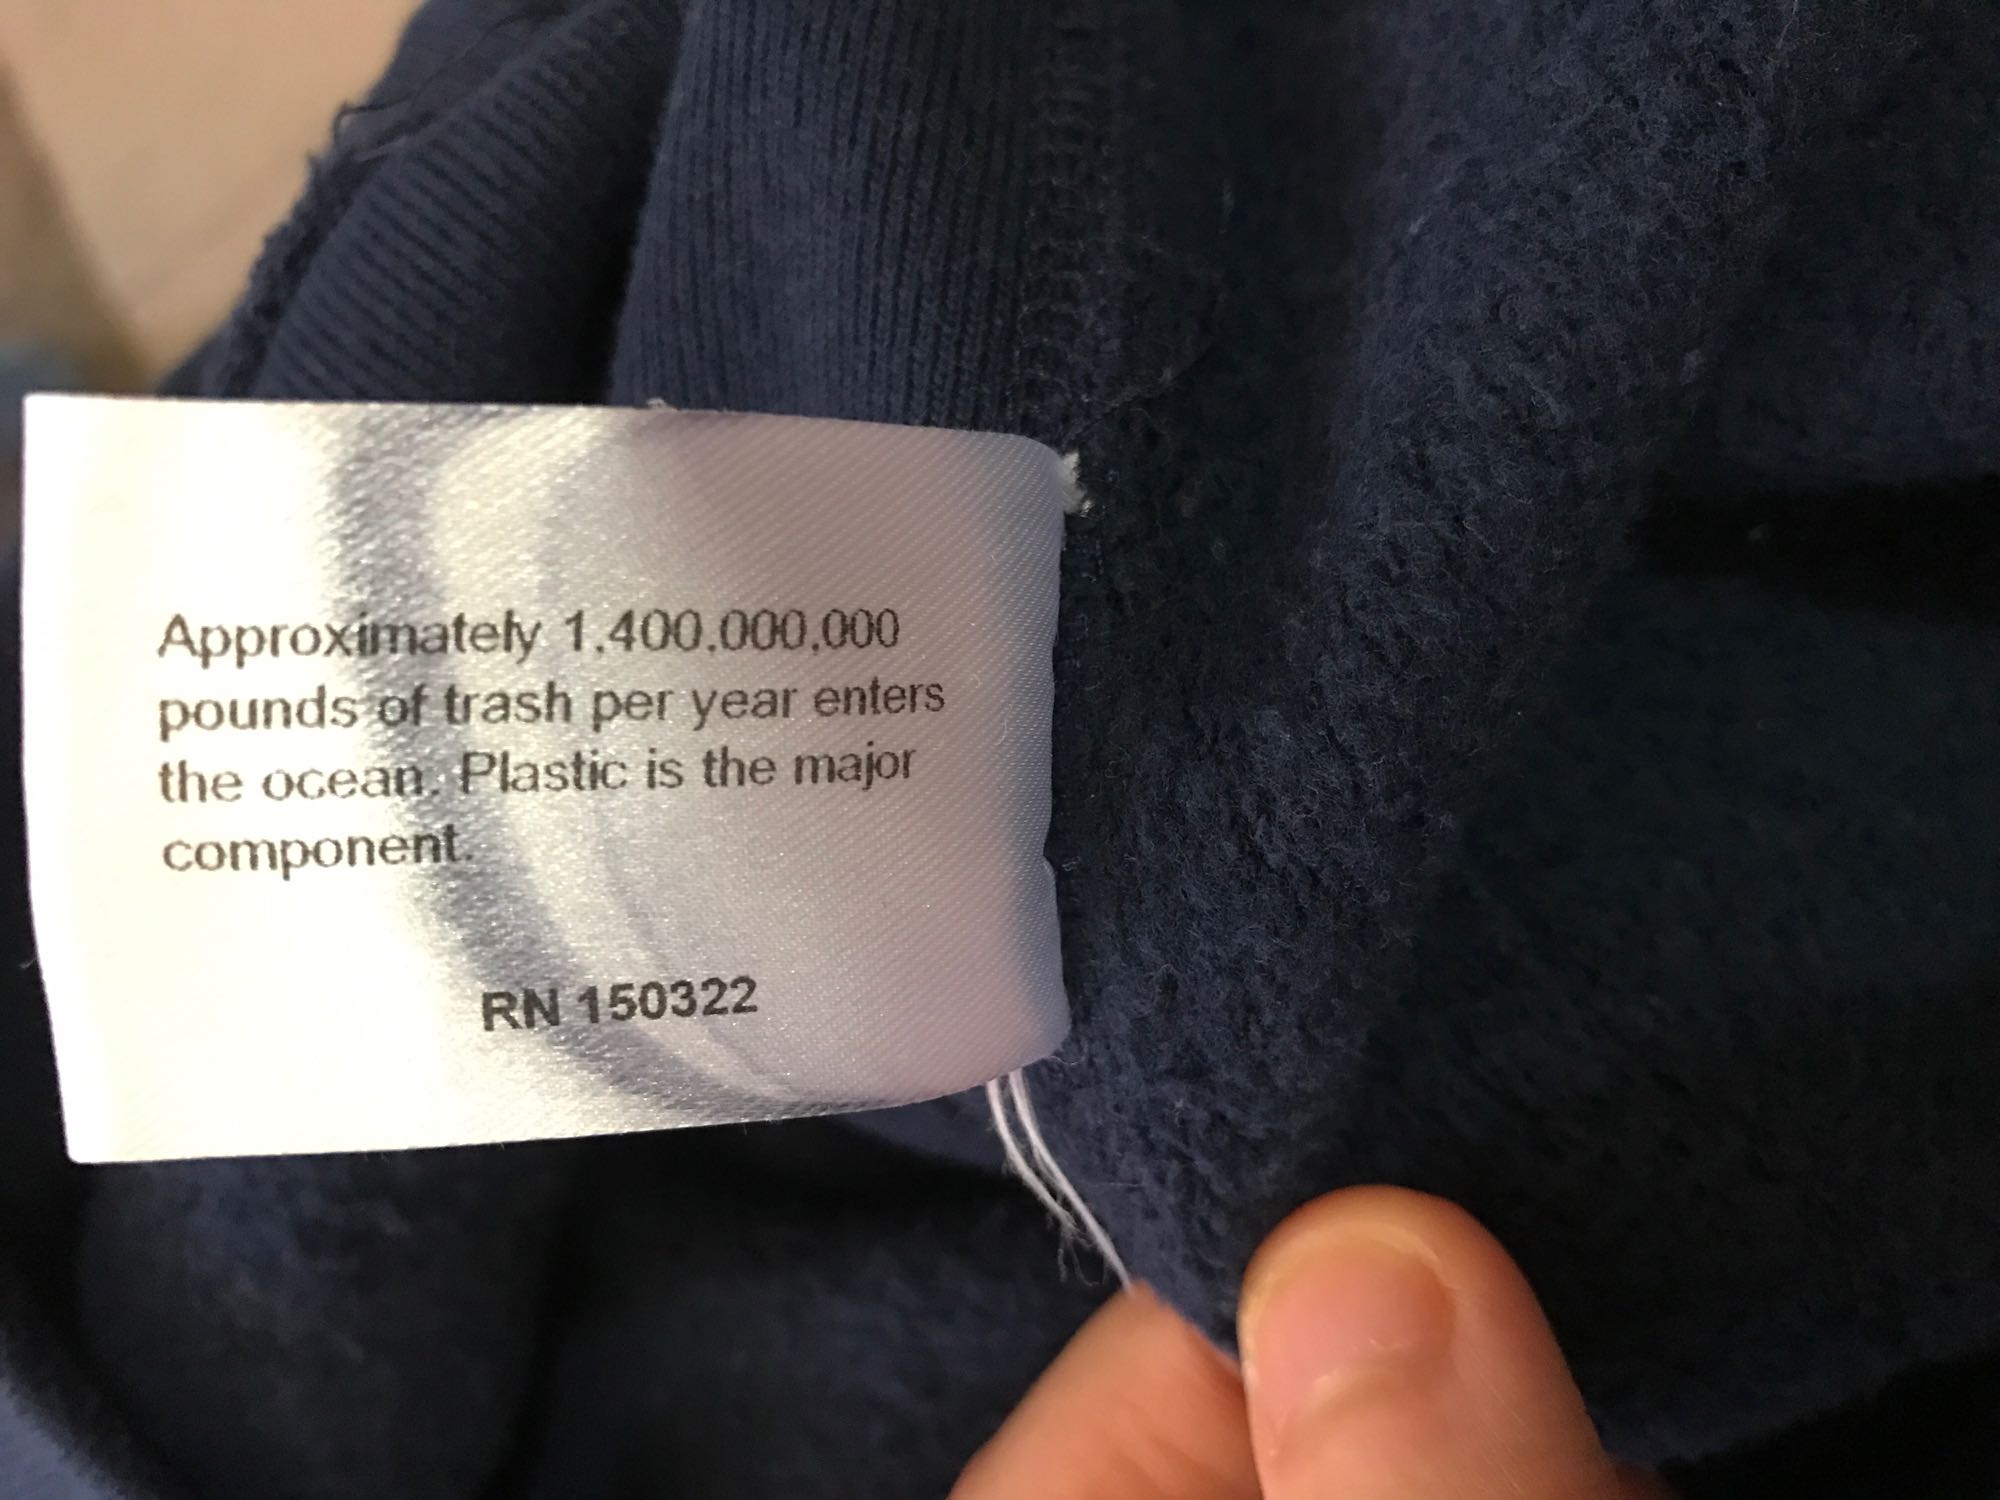 Approximately 1,400,000,000
pounds of trash per year enters
the ocean. Plastic is the major
component.
RN 150322